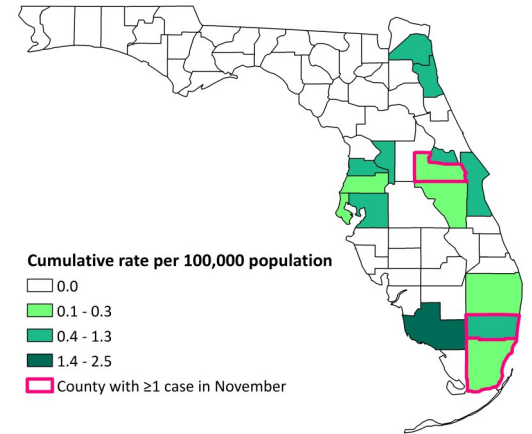 Cumulative rate per 100,000 population
0.0
0.1 - 0.3
0.4 - 1.3
1.4 - 2.5
County with ≥1 case in November